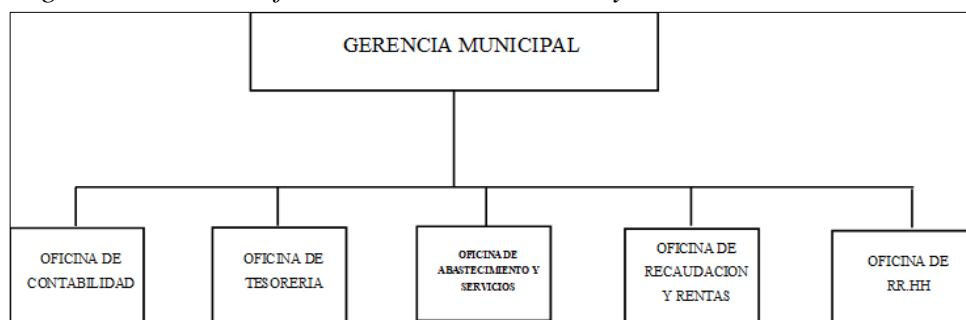 GERENCIA MUNICIPAL
OFICINA DE
CONTABILIDAD
OFICINA DE
TESORERIA
OFICINA DE
ABASTECIMIENTO Y
SERVICIOS
OFICINA DE
RECAUDACION
Y RENTAS
OFICINA DE
RR.HH